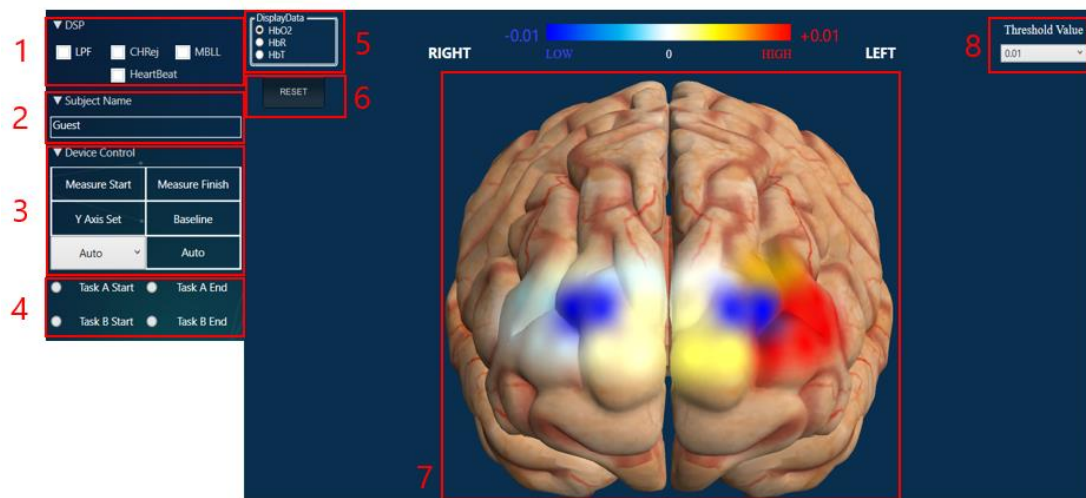 1
▼ DSP
LPF CHRej MBLL
HeartBeat
2
▼ Subject Name
Guest
3
▼ Device Control
Measure Start Measure Finish
Y Axis Set Baseline
Auto Auto
4
Task A Start Task A End
Task B Start Task B End
DisplayData
HbO2
HbR
HbT
5
RESET
6
-0.01 +0.01
RIGHT LOW 0 HIGH LEFT
7
8
Threshold Value
0.01